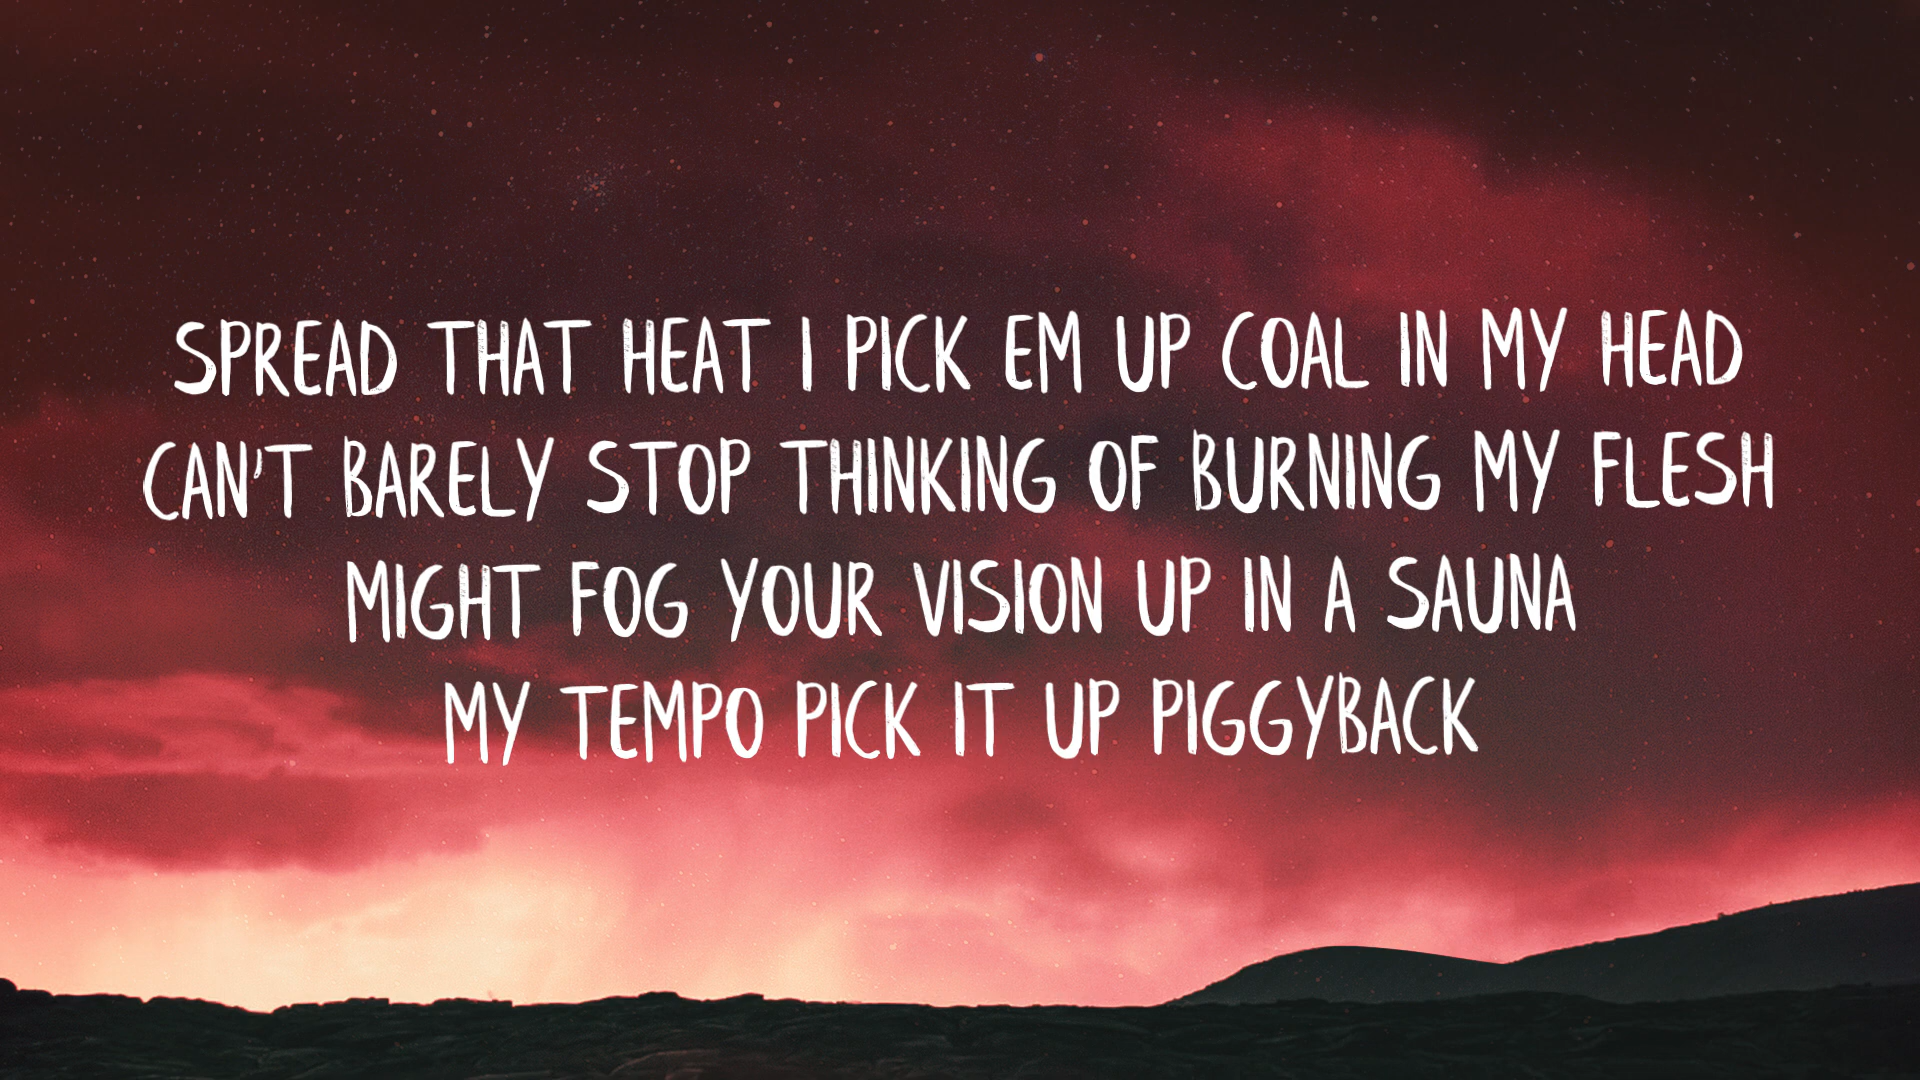 SPREAD THAT HEAT I PICK EM UP COAL IN MY HEAD
CAN'T BARELY STOP THINKING OF BURNING MY FLESH
MIGHT FOG YOUR VISION UP IN A SAUNA
MY TEMPO PICK IT UP PIGGYBACK